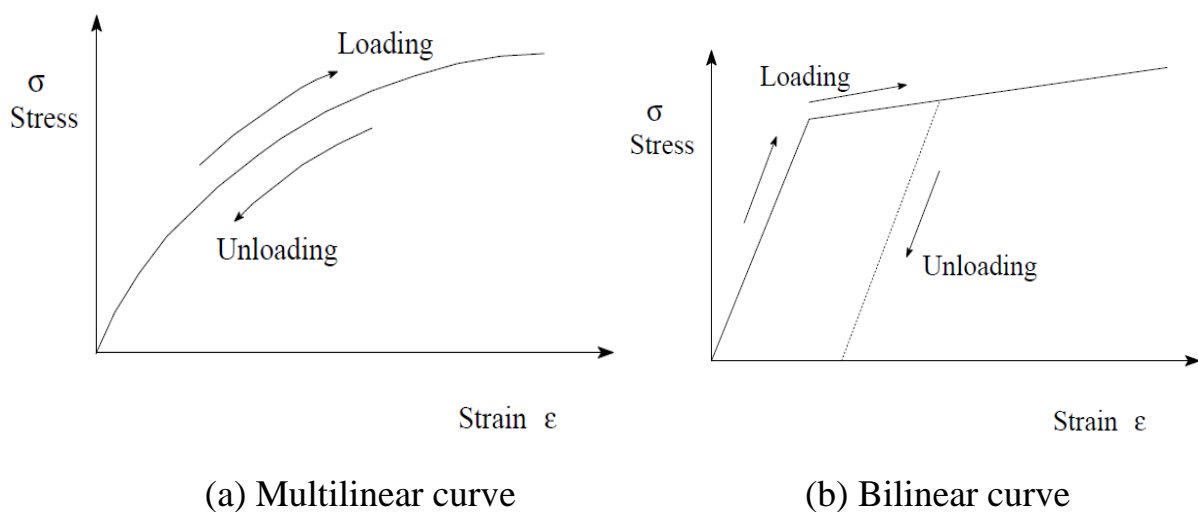 Loading
σ
Stress
Unloading
Strain ε
(a) Multilinear curve
Loading
σ
Stress
Unloading
Strain ε
(b) Bilinear curve